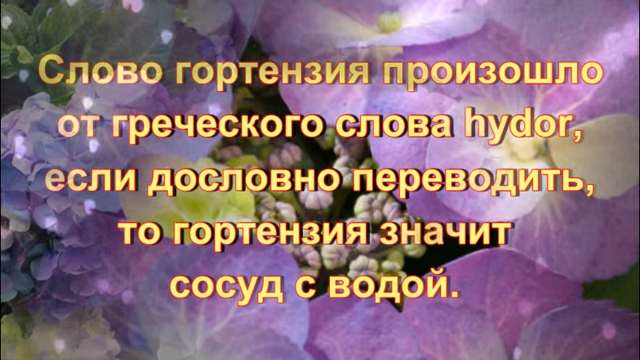 Слово гортензия произошло
от греческого слова hydor,
если дословно переводить,
то гортензия значит
сосуд с водой.